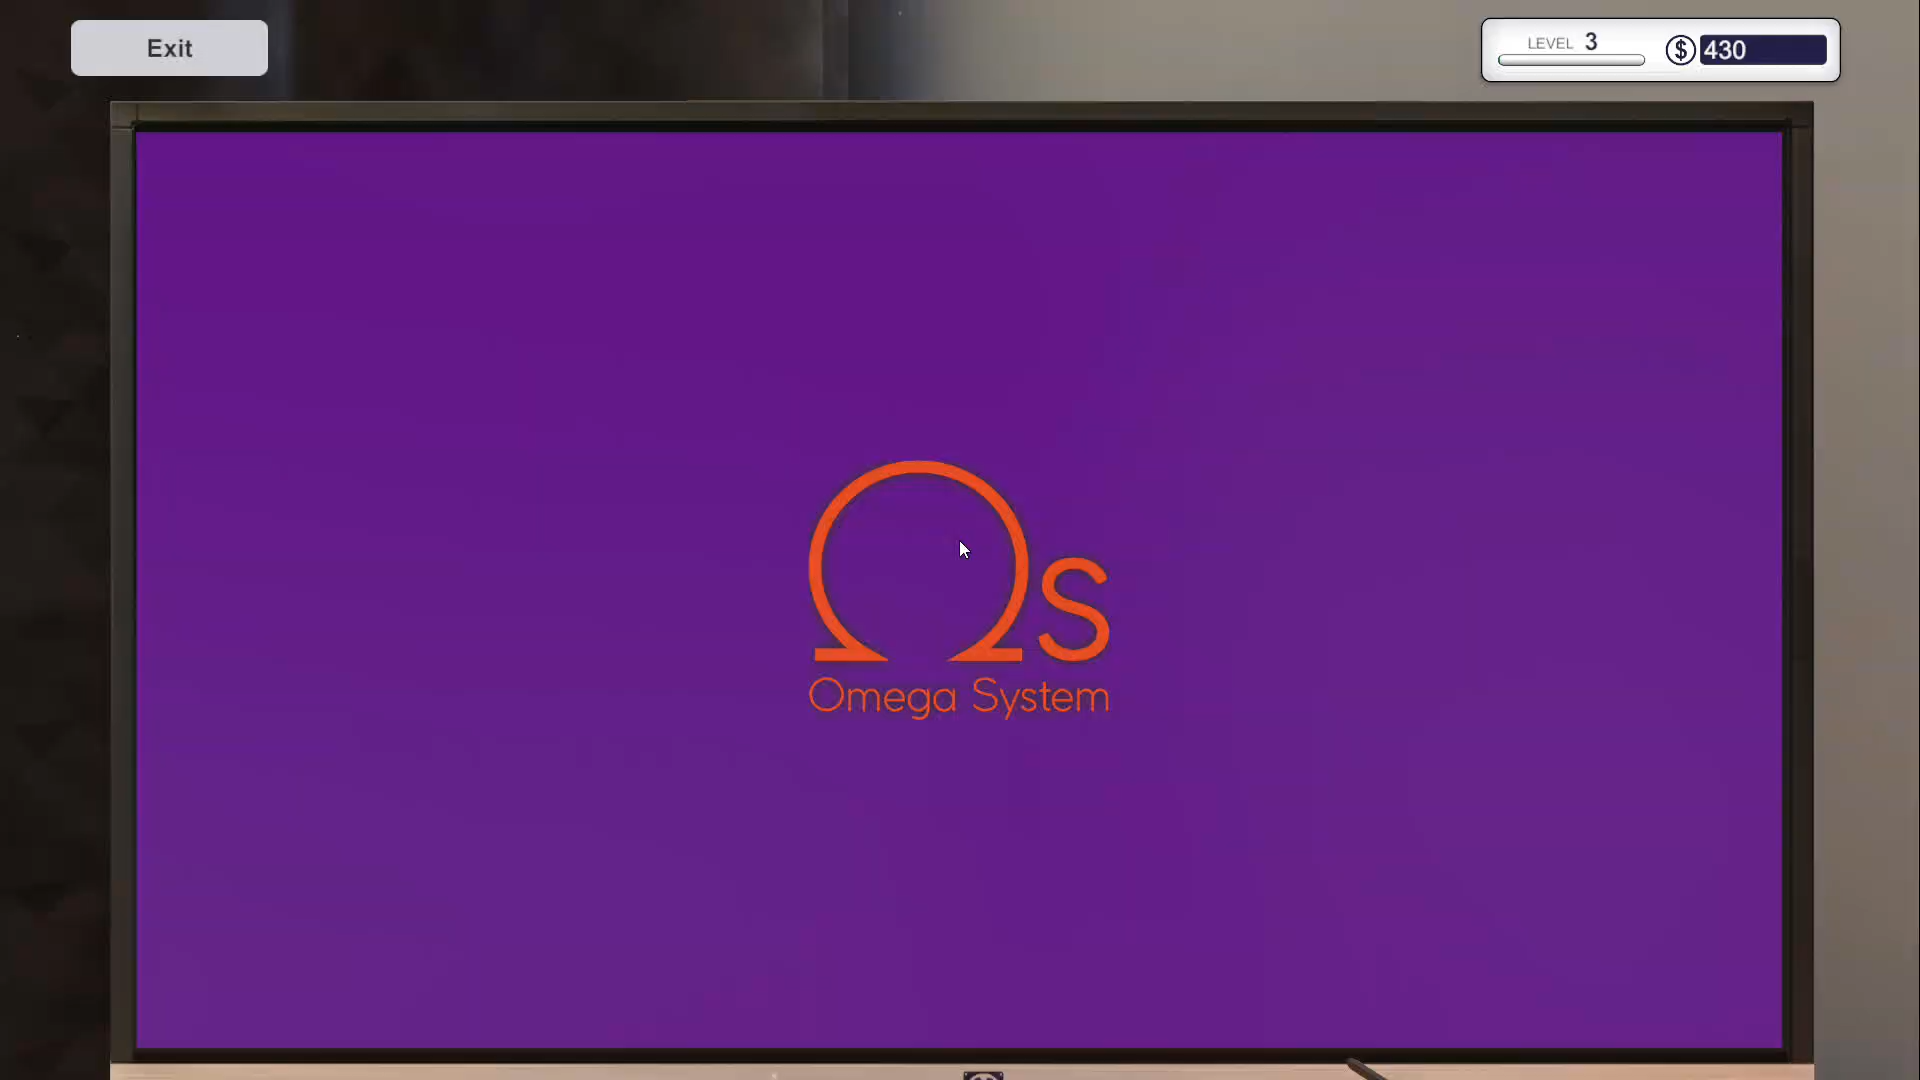 Exit
LEVEL 3
$ 430
Ωs
Omega System